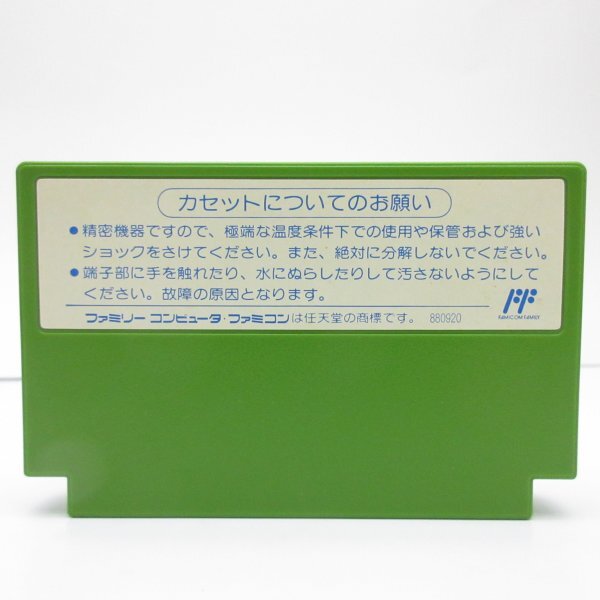 カセットについてのお願い
●精密機器ですので、極端な温度条件下での使用や保管および強い
ショックをさけてください。また、絶対に分解しないでください。
●端子部に手を触れたり、水にぬらしたりして汚さないようにして
ください。故障の原因となります。
FAMICOM FAMILY
ファミリー コンピュータ・ファミコンは任天堂の商標です。 880920